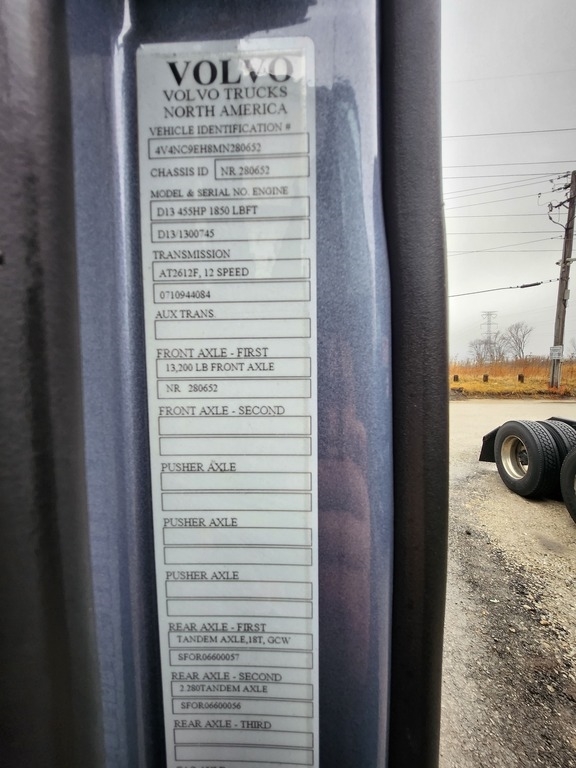 VOLVO
VOLVO TRUCKS
NORTH AMERICA
VEHICLE IDENTIFICATION #
4V4NC9EH8MN280652
CHASSIS ID NR 280652
MODEL & SERIAL NO. ENGINE
D13 455HP 1850 LBFT
D13/1300745
TRANSMISSION
AT2612F, 12 SPEED
0710944084
AUX TRANS.
FRONT AXLE - FIRST
13,200 LB FRONT AXLE
NR 280652
FRONT AXLE - SECOND
PUSHER AXLE
PUSHER AXLE
PUSHER AXLE
REAR AXLE - FIRST
TANDEM AXLE,18T, GCW
SFOR06600057
REAR AXLE - SECOND
2.280TANDEM AXLE
SFOR06600056
REAR AXLE - THIRD